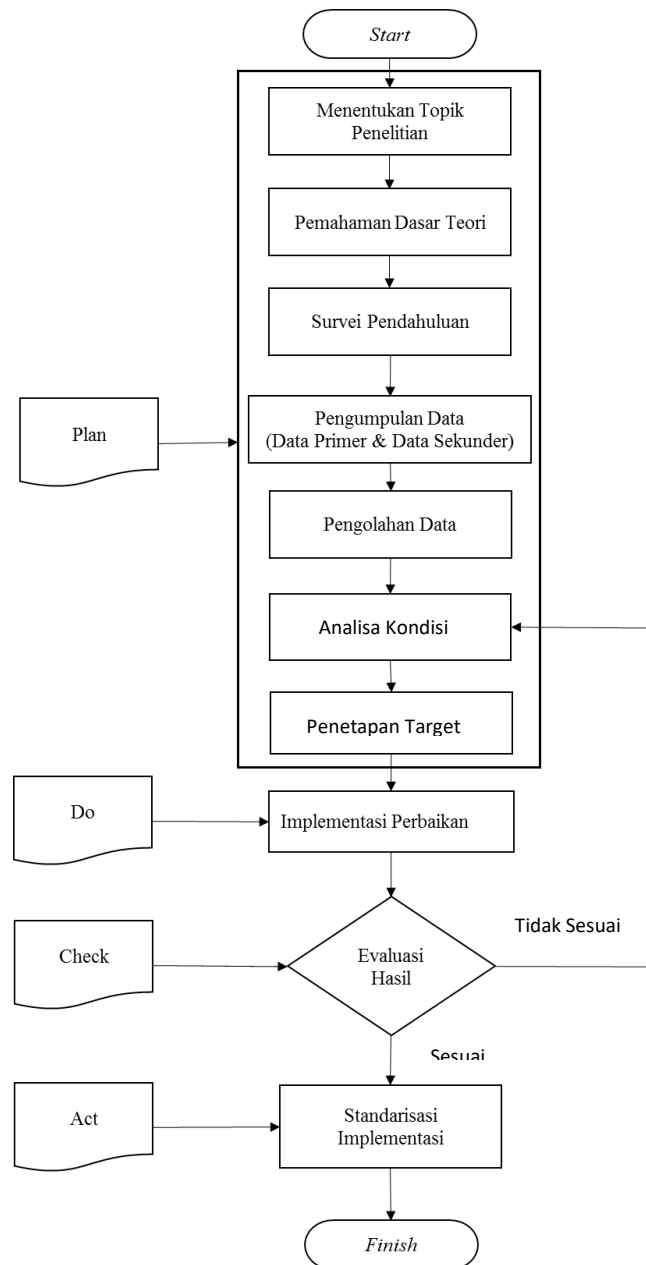 Start
Menentukan Topik
Penelitian
Pemahaman Dasar Teori
Survei Pendahuluan
Plan
Pengumpulan Data
(Data Primer & Data Sekunder)
Pengolahan Data
Analisa Kondisi
Penetapan Target
Do
Implementasi Perbaikan
Tidak Sesuai
Check
Evaluasi
Hasil
Sesuai
Act
Standarisasi
Implementasi
Finish